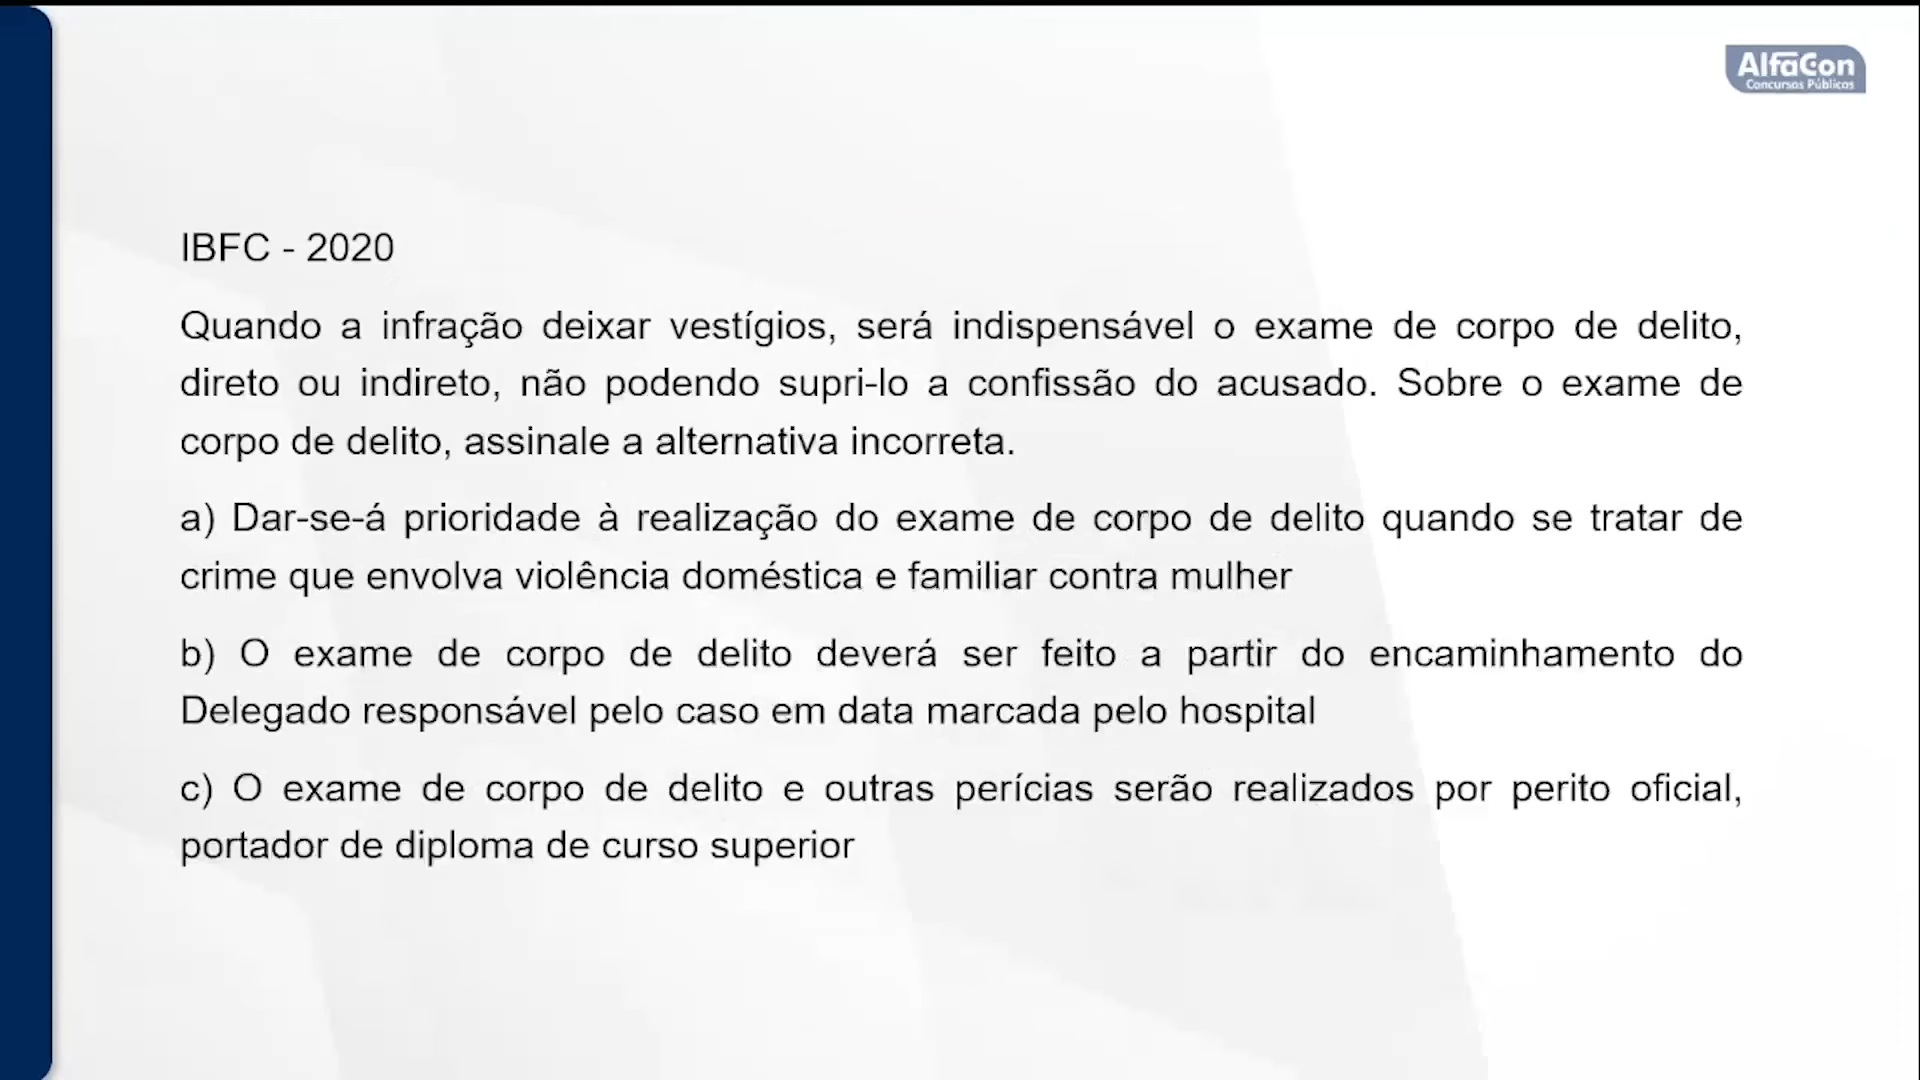 AlfaCon
Concursos Públicos
IBFC - 2020
Quando a infração deixar vestígios, será indispensável o exame de corpo de delito,
direto ou indireto, não podendo supri-lo a confissão do acusado. Sobre o exame de
corpo de delito, assinale a alternativa incorreta.
a) Dar-se-á prioridade à realização do exame de corpo de delito quando se tratar de
crime que envolva violência doméstica e familiar contra mulher
b) O exame de corpo de delito deverá ser feito a partir do encaminhamento do
Delegado responsável pelo caso em data marcada pelo hospital
c) O exame de corpo de delito e outras perícias serão realizados por perito oficial,
portador de diploma de curso superior